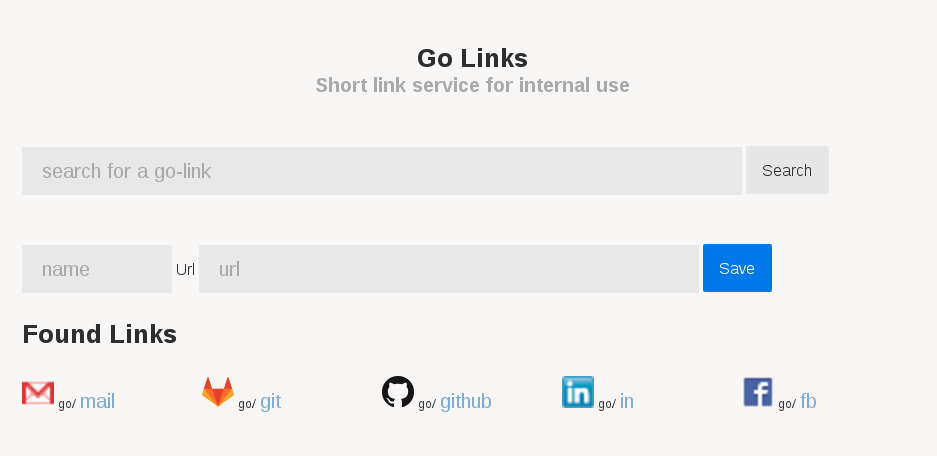 Go Links
Short link service for internal use
search for a go-link Search
name Url url Save
Found Links
go/ mail go/ git go/ github go/ in go/ fb